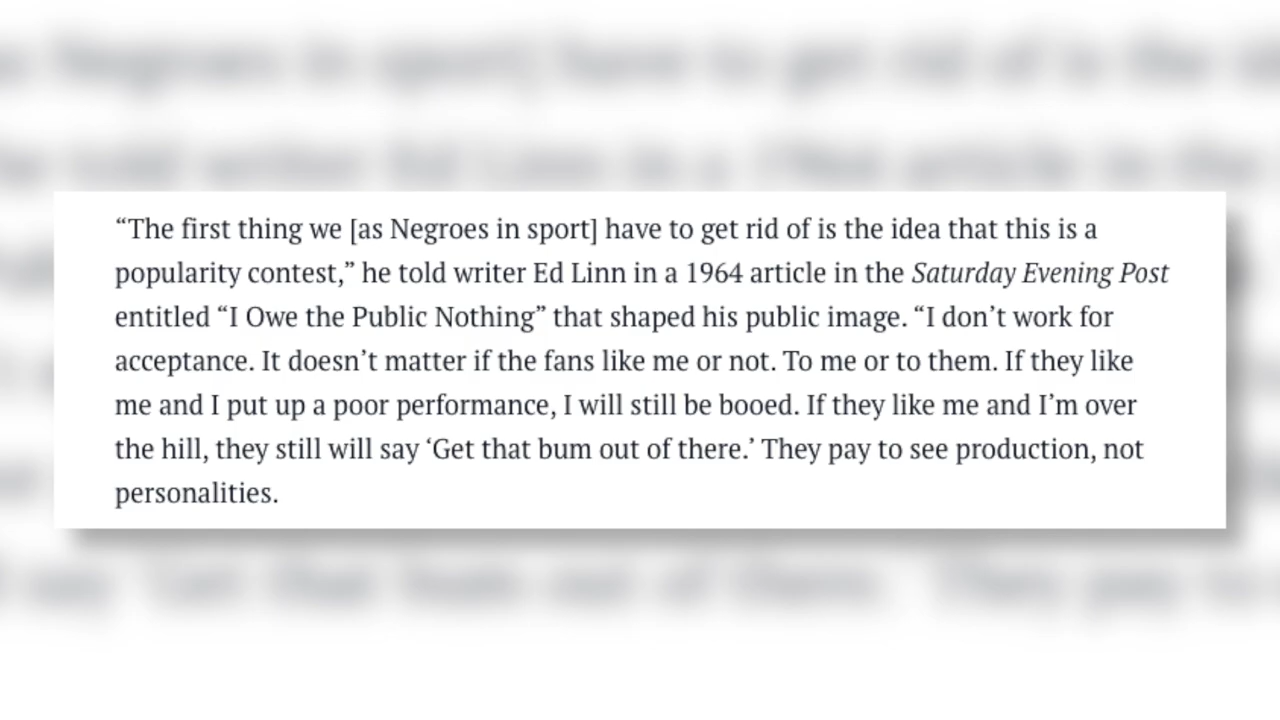 “The first thing we [as Negroes in sport] have to get rid of is the idea that this is a
popularity contest,” he told writer Ed Linn in a 1964 article in the Saturday Evening Post
entitled “I Owe the Public Nothing” that shaped his public image. “I don’t work for
acceptance. It doesn’t matter if the fans like me or not. To me or to them. If they like
me and I put up a poor performance, I will still be booed. If they like me and I’m over
the hill, they still will say ‘Get that bum out of there.’ They pay to see production, not
personalities.